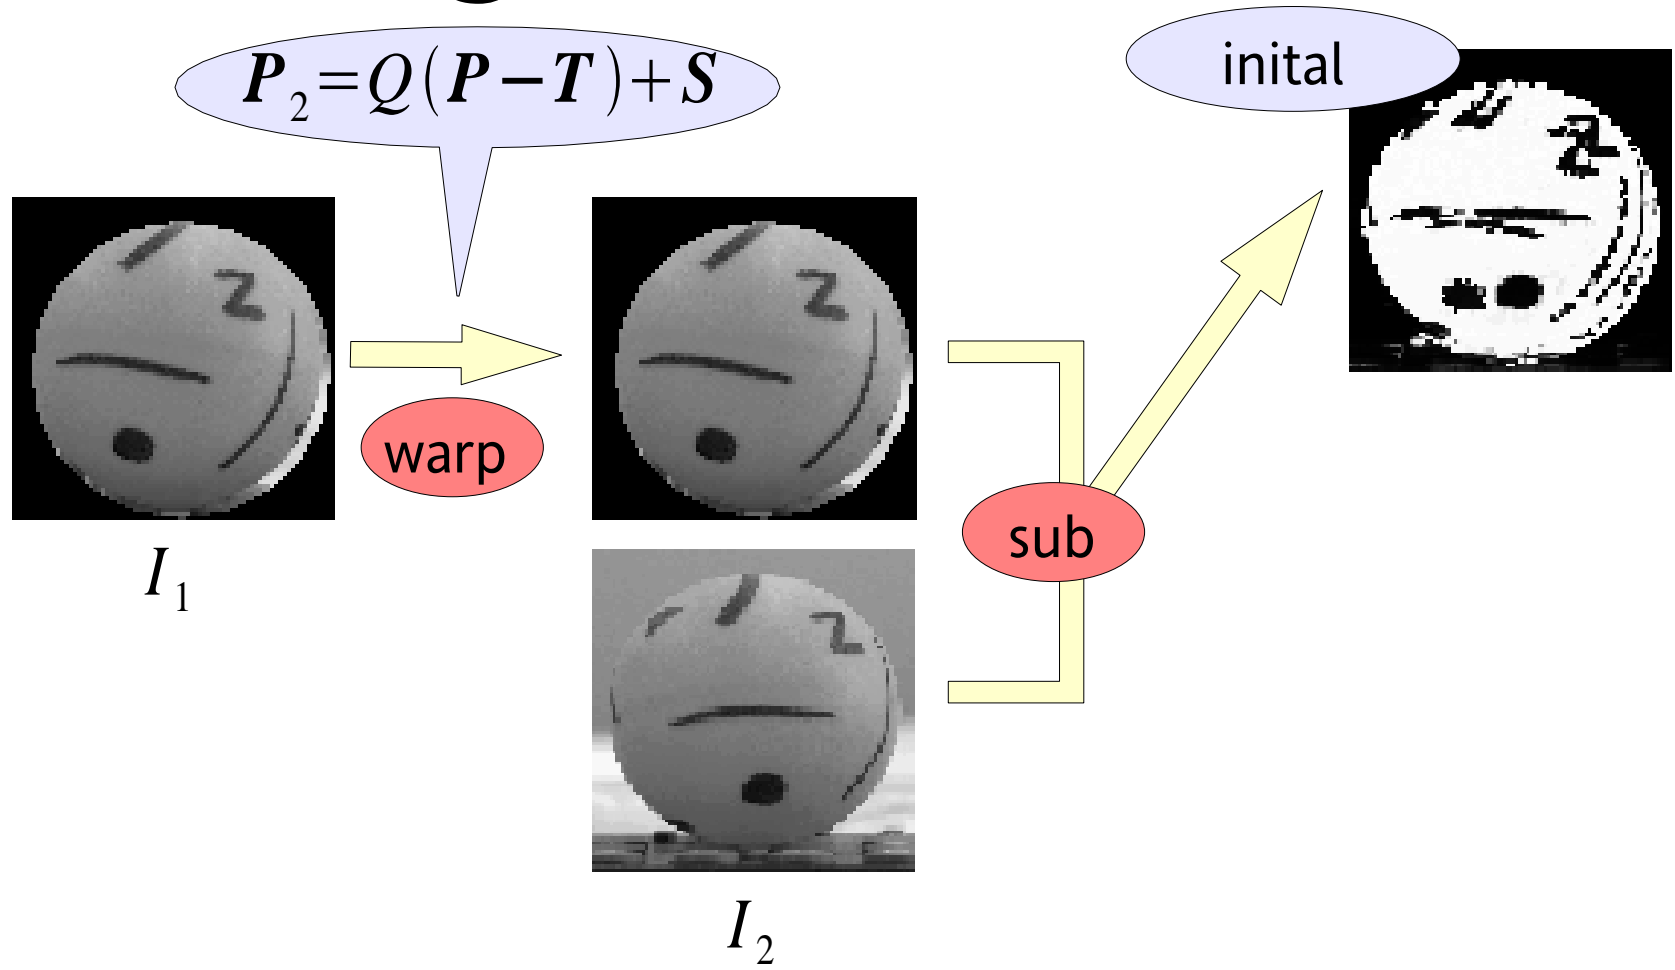 P₂=Q(P−T)+S
inital
warp
sub
I₁
I₂